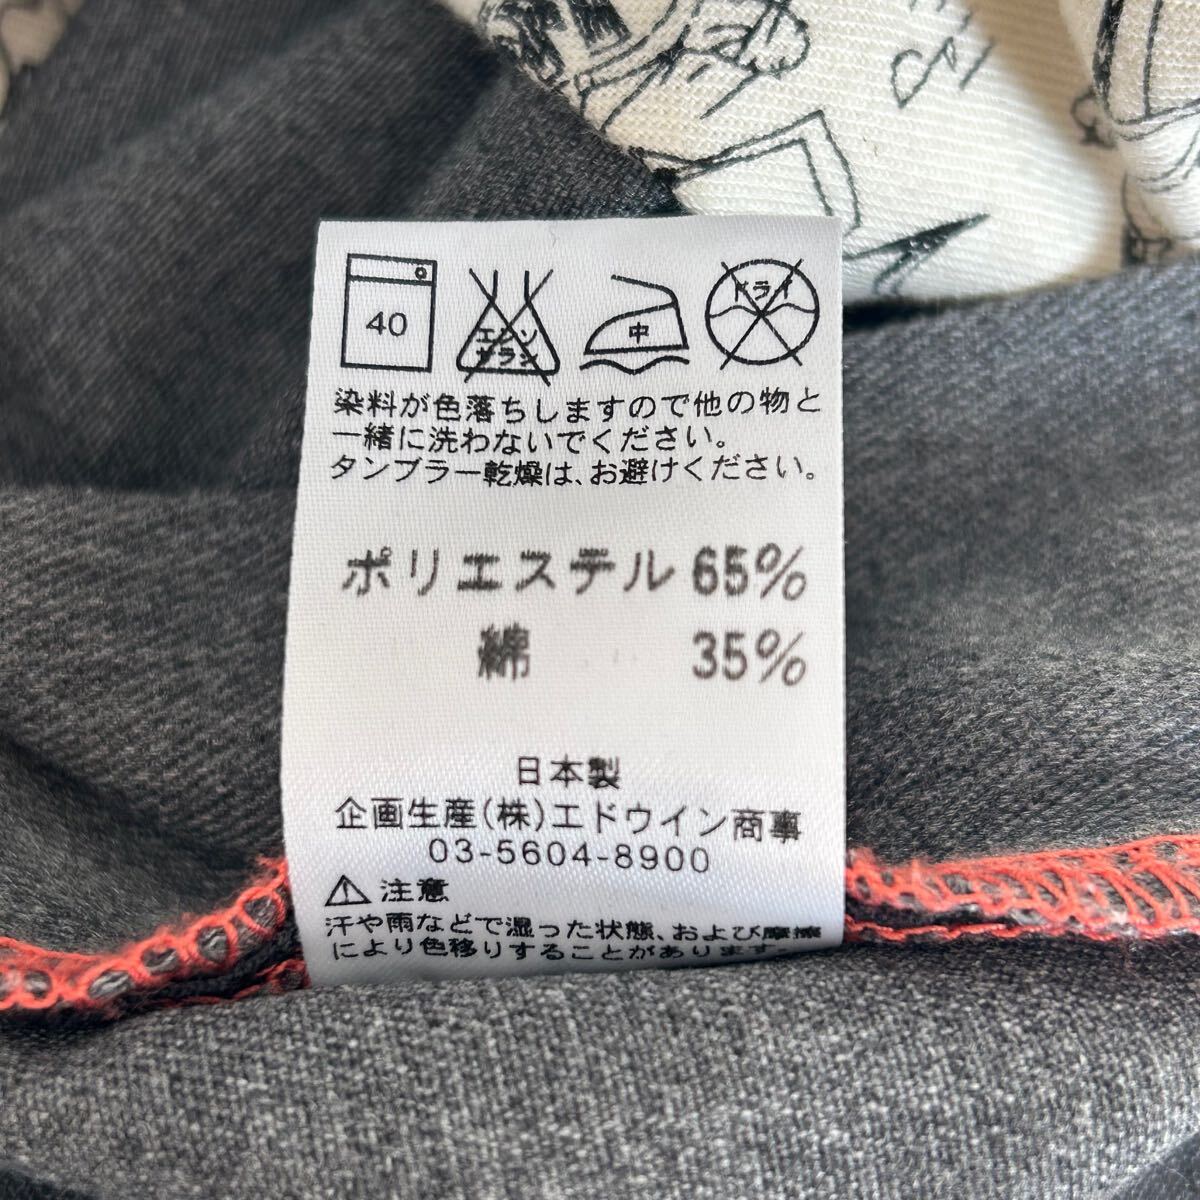 40
エンソ
サラシ
中
ドライ
染料が色落ちしますので他の物と
一緒に洗わないでください。
タンブラー乾燥は、お避けください。
ポリエステル 65%
綿 35%
日本製
企画生産(株)エドウイン商事
03-5604-8900
⚠注意
汗や雨などで湿った状態、および摩擦
により色移りすることがあります。